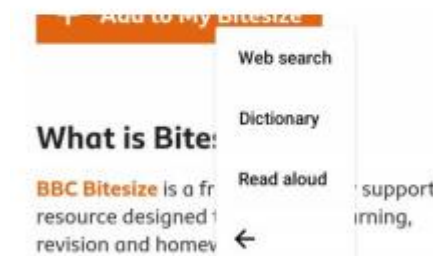 + Add to My Bitesize
Web search
Dictionary
What is Bite
Read aloud
BBC Bitesize is a fr support
resource designed rning,
revision and homew